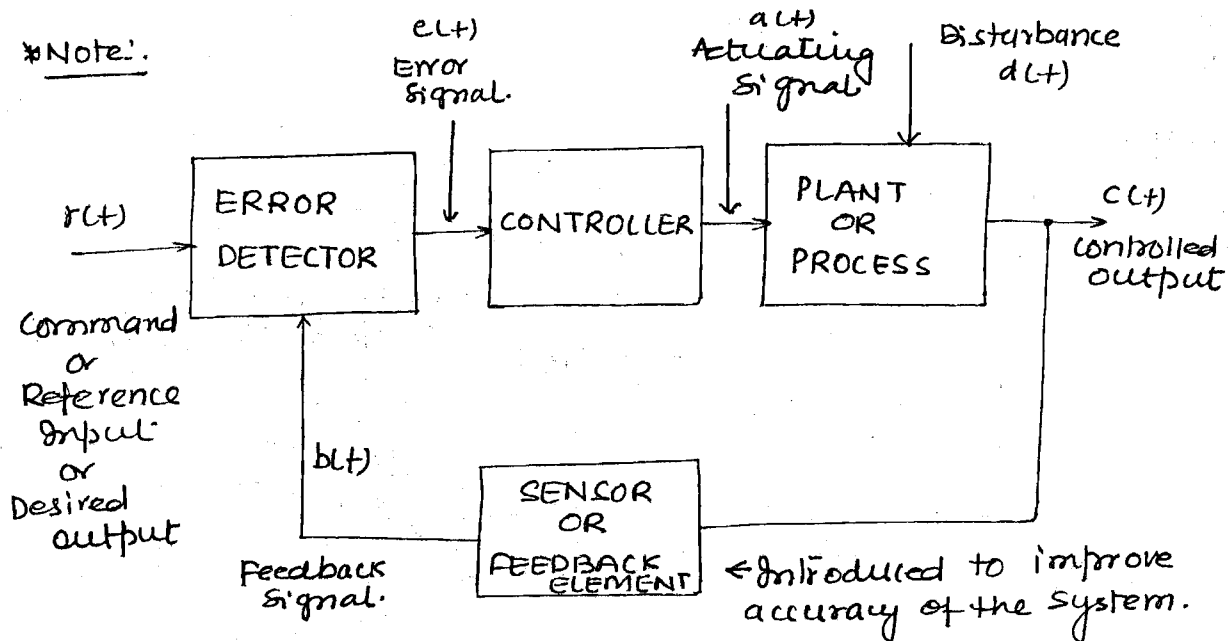 *Note:.
e(t)
Error
Signal.
a(t)
Actuating
Signal
Disturbance
d(t)
r(t)
ERROR
DETECTOR
CONTROLLER
PLANT
OR
PROCESS
c(t)
controlled
output
Command
or
Reference
Input
or
Desired
output
b(t)
Feedback
Signal.
SENSOR
OR
FEEDBACK
ELEMENT
←Introduced to improve
accuracy of the system.